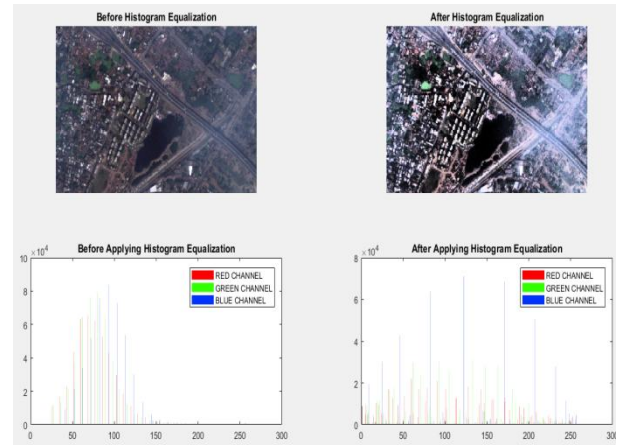 Before Histogram Equalization
After Histogram Equalization
Before Applying Histogram Equalization
×10⁴
10
8
6
4
2
0
0 50 100 150 200 250 300
RED CHANNEL
GREEN CHANNEL
BLUE CHANNEL
After Applying Histogram Equalization
×10⁴
8
6
4
2
0
0 50 100 150 200 250 300
RED CHANNEL
GREEN CHANNEL
BLUE CHANNEL